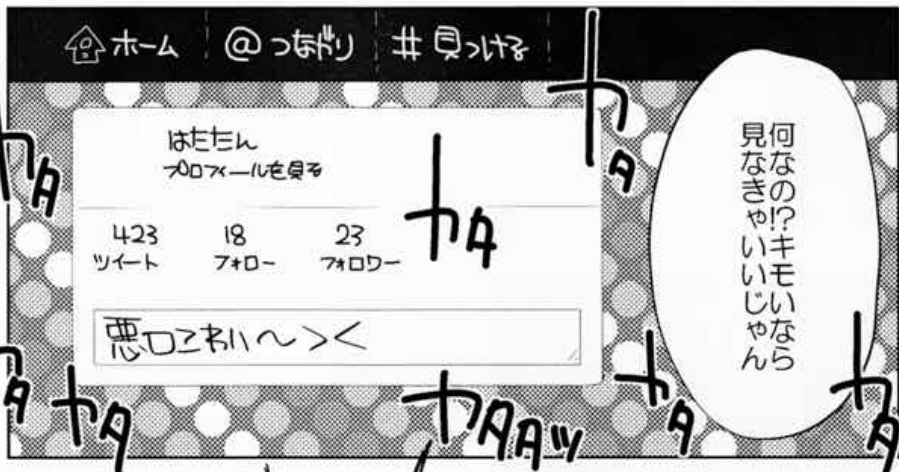 ホーム @つながり #見つける
何なの!?キモいなら
見なきゃいいじゃん
はたたん
プロフィールを見る
423 18 23
ツイート フォロー フォロワー
悪口こわい〜><
カタ
カタ
カタ
カタ
カタ
カタタッ
カタ
カタ